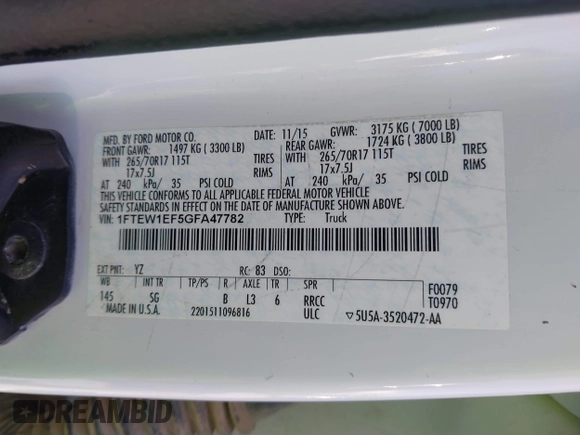 MFD. BY FORD MOTOR CO.
DATE: 11/15 GVWR: 3175 KG ( 7000 LB)
FRONT GAWR: 1497 KG ( 3300 LB)
REAR GAWR: 1724 KG ( 3800 LB)
WITH 265/70R17 115T TIRES
WITH 265/70R17 115T TIRES
17x7.5J RIMS
17x7.5J RIMS
AT 240 kPa/ 35 PSI COLD
AT 240 kPa/ 35 PSI COLD
THIS VEHICLE CONFORMS TO ALL APPLICABLE FEDERAL MOTOR VEHICLE
SAFETY STANDARDS IN EFFECT ON THE DATE OF MANUFACTURE SHOWN ABOVE.
VIN: 1FTEW1EF5GFA47782 TYPE: Truck
EXT PNT: YZ RC: 83 DSO:
WB INT TR TP/PS R AXLE TR SPR
145 SG B L3 6 RRCC
F0079
T0970
MADE IN U.S.A. 2201511096816 ULC
▽5U5A-3520472-AA
DREAMBID